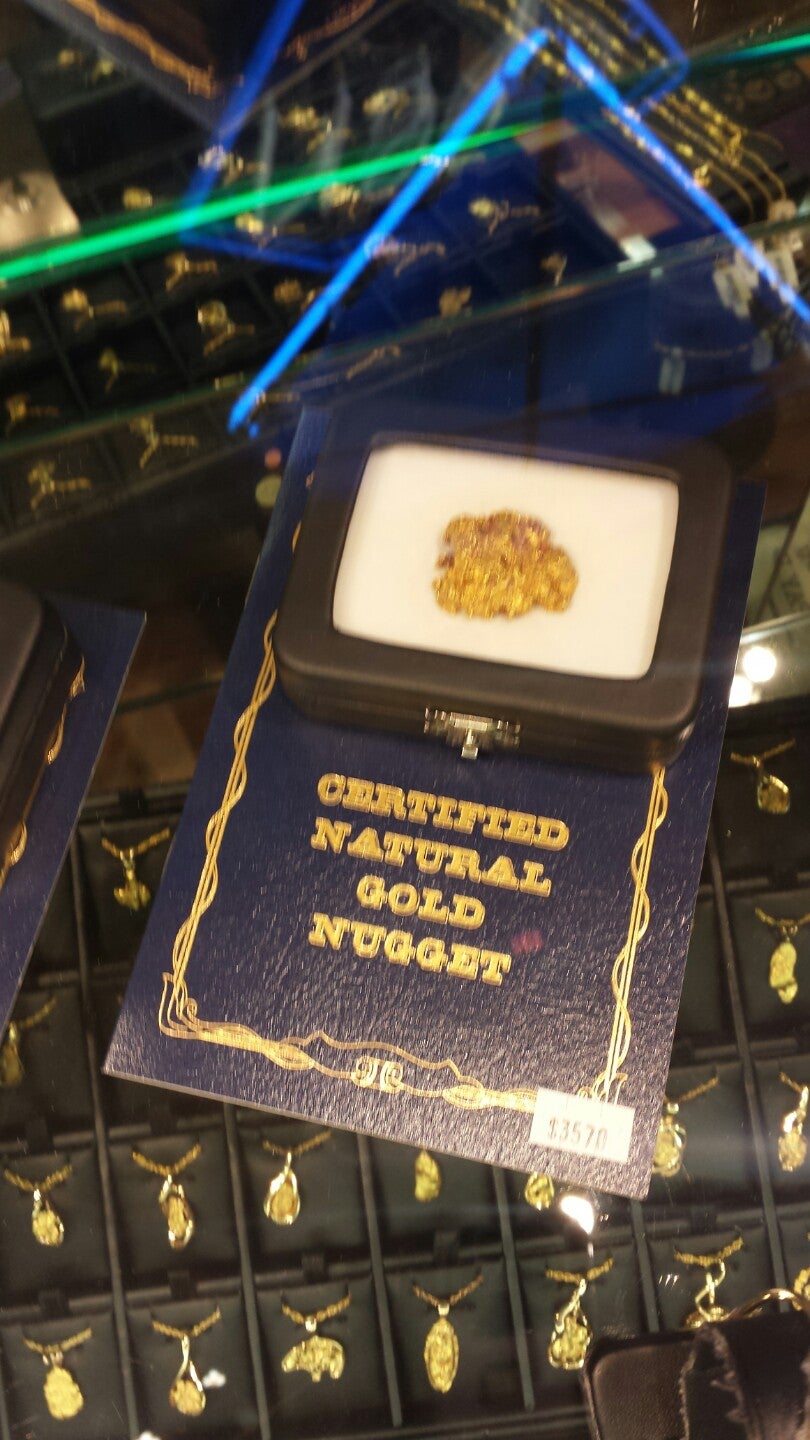 CERTIFIED
NATURAL
GOLD
NUGGET
$3570